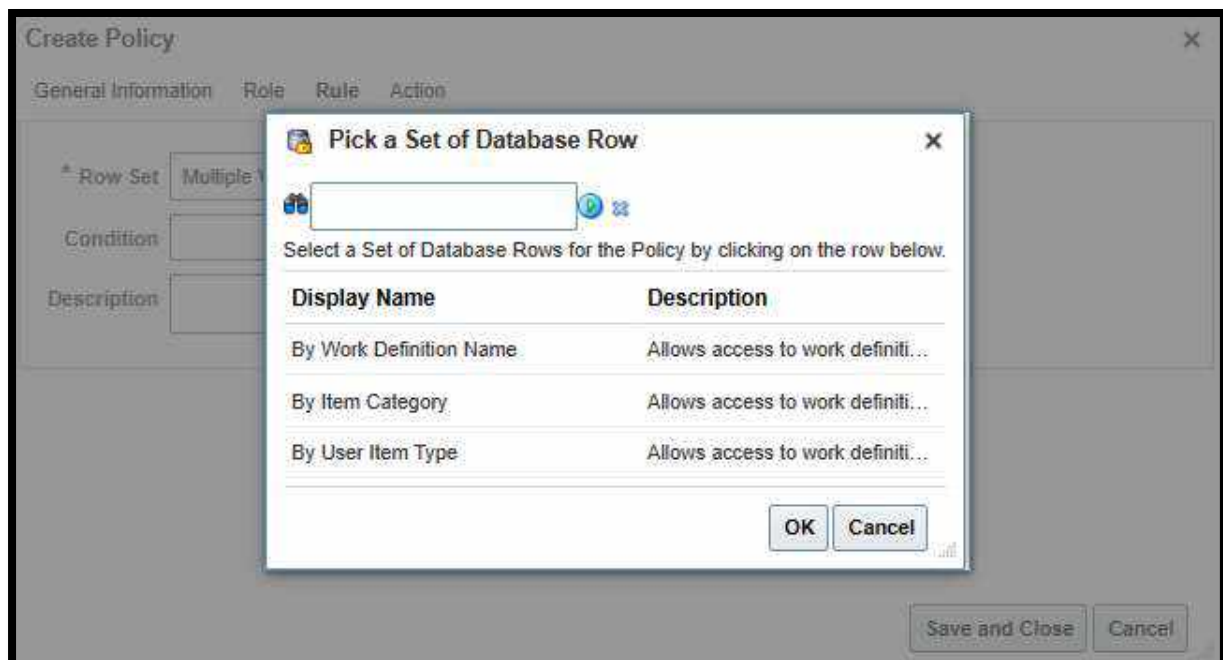 Create Policy
General Information Role Rule Action
Pick a Set of Database Row
* Row Set Multiple
Condition
Select a Set of Database Rows for the Policy by clicking on the row below.
Description
Display Name Description
By Work Definition Name Allows access to work definiti...
By Item Category Allows access to work definiti...
By User Item Type Allows access to work definiti...
OK Cancel
Save and Close Cancel